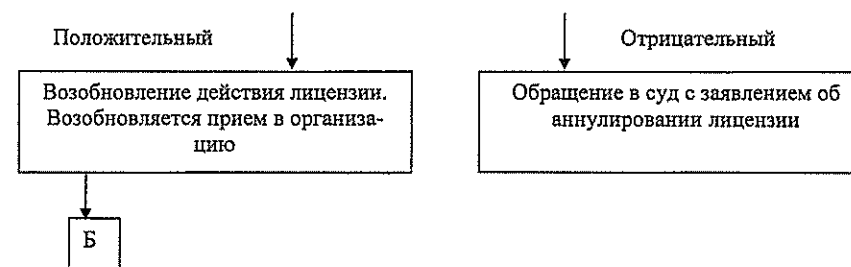 Положительный
Отрицательный
Возобновление действия лицензии.
Возобновляется прием в организа-
цию
Обращение в суд с заявлением об
аннулировании лицензии
Б